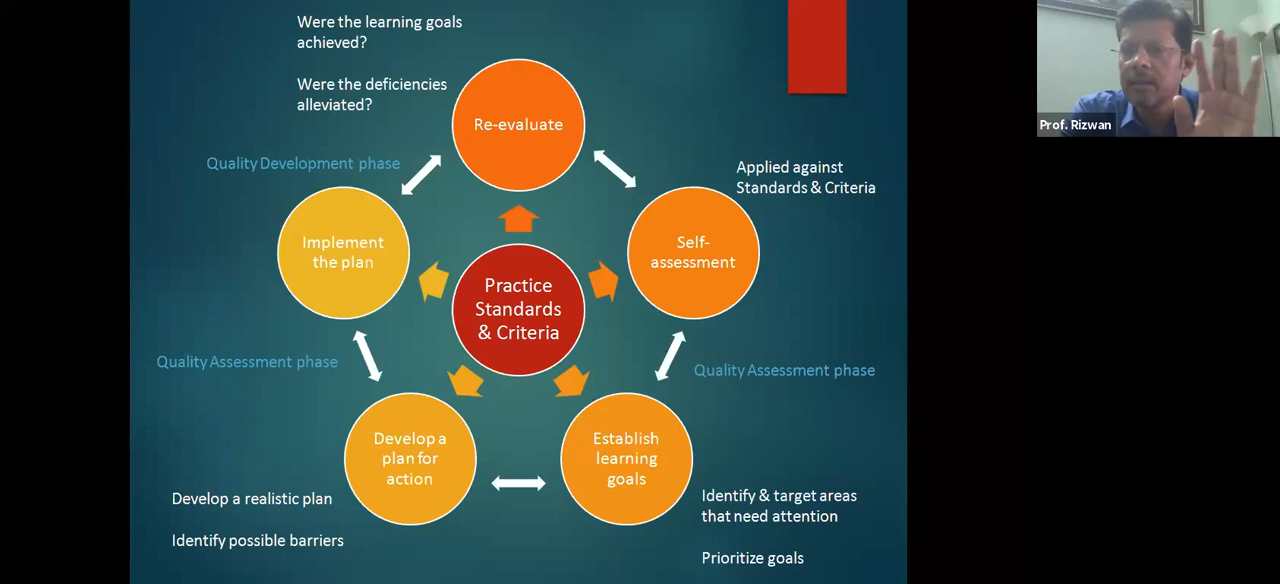 Were the learning goals
achieved?
Were the deficiencies
alleviated?
Re-evaluate
Prof. Rizwan
Quality Development phase
Applied against
Standards & Criteria
Implement
the plan
Self-
assessment
Practice
Standards
& Criteria
Quality Assessment phase
Quality Assessment phase
Develop a
plan for
action
Establish
learning
goals
Develop a realistic plan
Identify possible barriers
Identify & target areas
that need attention
Prioritize goals